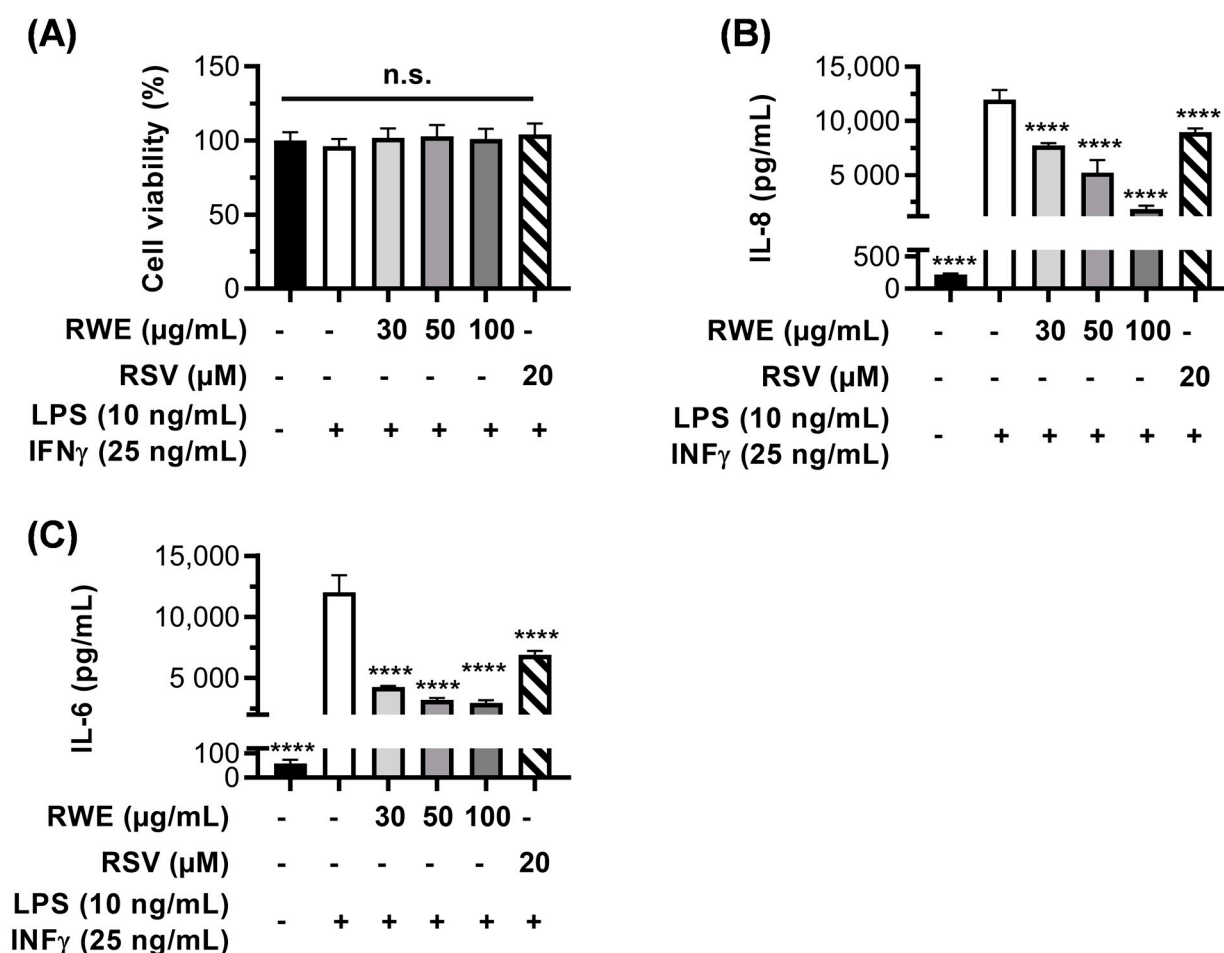 (A)
150
n.s.
100
50
0
Cell viability (%)
RWE (µg/mL) - - 30 50 100 -
RSV (µM) - - - - - 20
LPS (10 ng/mL)
IFNγ (25 ng/mL)
- + + + + +
(B)
15,000
10,000
5 000
500
0
IL-8 (pg/mL)
**** **** **** **** ****
RWE (µg/mL) - - 30 50 100 -
RSV (µM) - - - - - 20
LPS (10 ng/mL)
INFγ (25 ng/mL)
- + + + + +
(C)
15,000
10,000
5 000
100
0
IL-6 (pg/mL)
**** **** **** **** ****
RWE (µg/mL) - - 30 50 100 -
RSV (µM) - - - - - 20
LPS (10 ng/mL)
INFγ (25 ng/mL)
- + + + + +